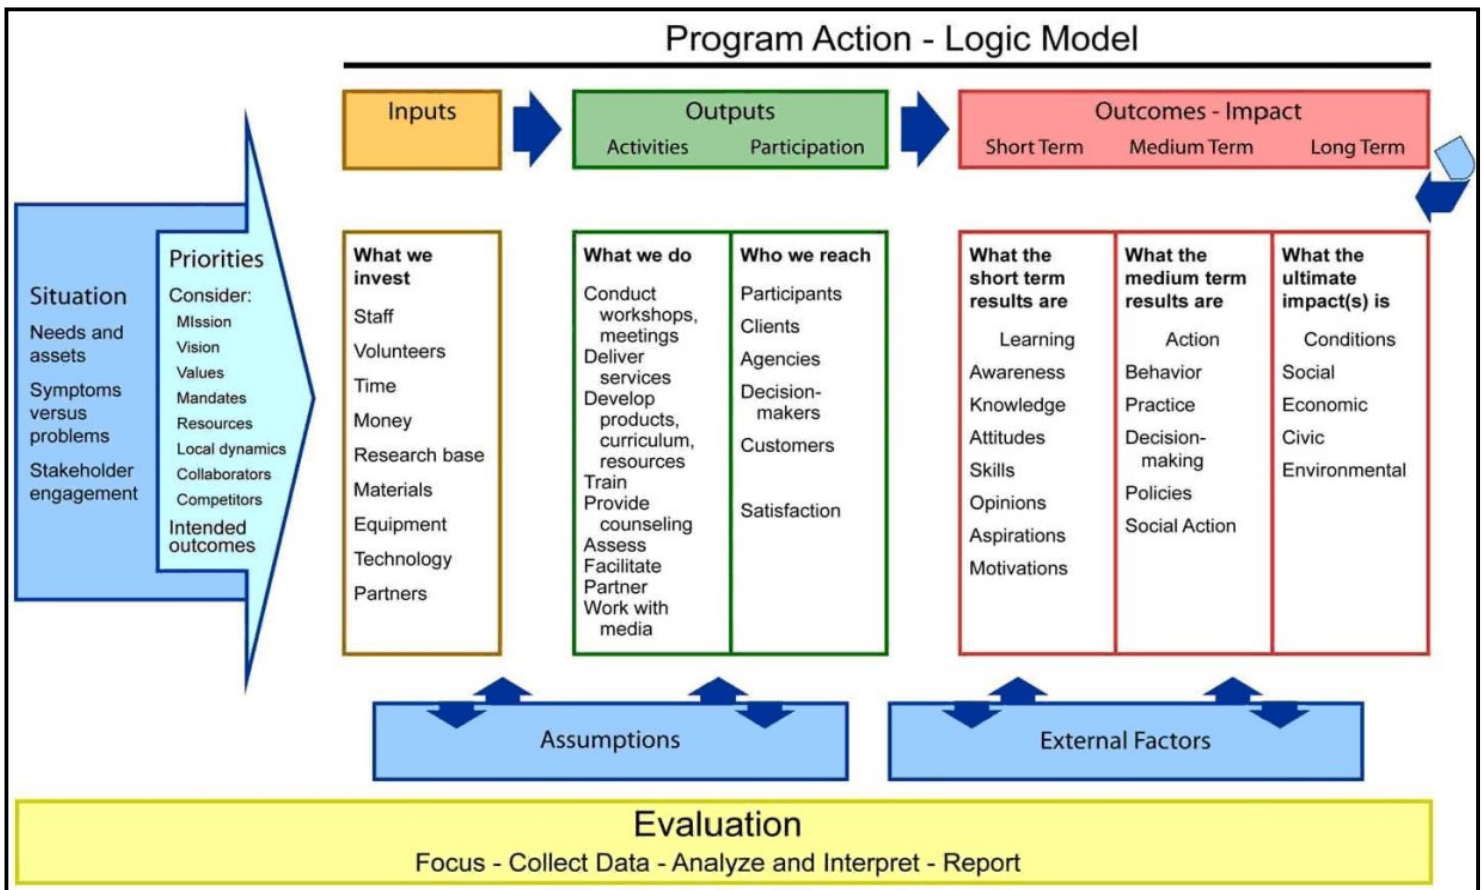 Program Action - Logic Model
Inputs
Outputs
Activities Participation
Outcomes - Impact
Short Term Medium Term Long Term
Situation
Needs and
assets
Symptoms
versus
problems
Stakeholder
engagement
Priorities
Consider:
MIssion
Vision
Values
Mandates
Resources
Local dynamics
Collaborators
Competitors
Intended
outcomes
What we
invest
Staff
Volunteers
Time
Money
Research base
Materials
Equipment
Technology
Partners
What we do
Conduct
workshops,
meetings
Deliver
services
Develop
products,
curriculum,
resources
Train
Provide
counseling
Assess
Facilitate
Partner
Work with
media
Who we reach
Participants
Clients
Agencies
Decision-
makers
Customers
Satisfaction
What the
short term
results are
Learning
Awareness
Knowledge
Attitudes
Skills
Opinions
Aspirations
Motivations
What the
medium term
results are
Action
Behavior
Practice
Decision-
making
Policies
Social Action
What the
ultimate
impact(s) is
Conditions
Social
Economic
Civic
Environmental
Assumptions
External Factors
Evaluation
Focus - Collect Data - Analyze and Interpret - Report